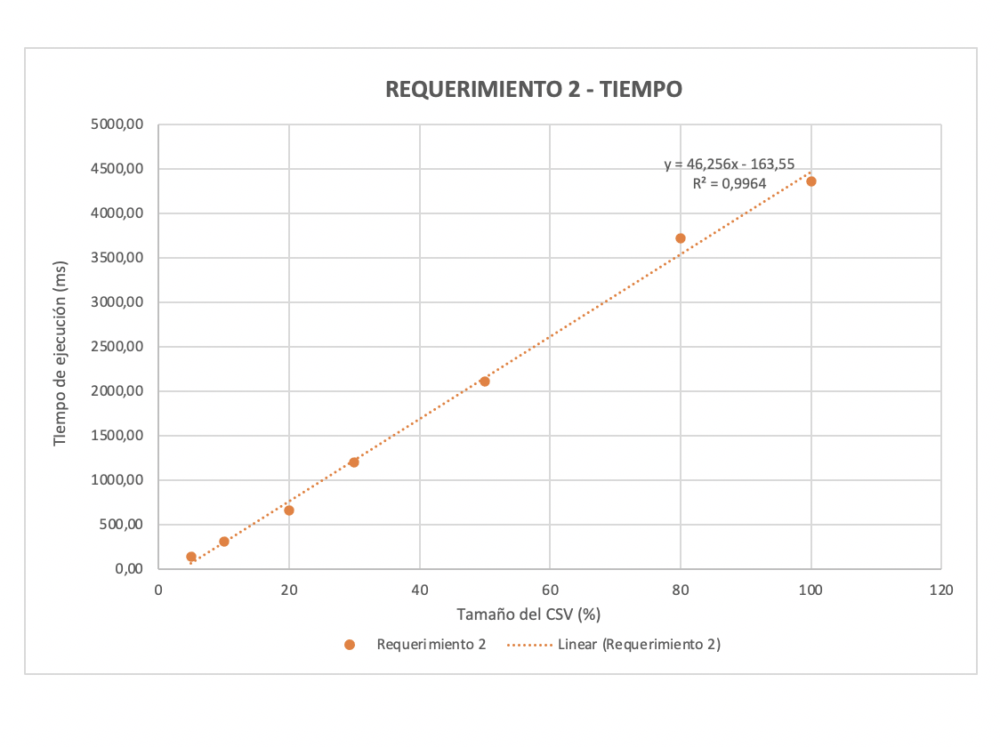 REQUERIMIENTO 2 - TIEMPO
5000,00
4500,00
4000,00
3500,00
3000,00
2500,00
2000,00
1500,00
1000,00
500,00
0,00
TIempo de ejecución (ms)
y = 46,256x - 163,55
R² = 0,9964
0 20 40 60 80 100 120
Tamaño del CSV (%)
Requerimiento 2 Linear (Requerimiento 2)